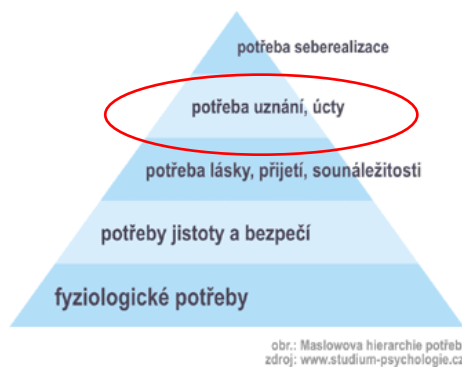 potřeba seberealizace
potřeba uznání, úcty
potřeba lásky, přijetí, sounáležitosti
potřeby jistoty a bezpečí
fyziologické potřeby
obr.: Maslowova hierarchie potřeb
zdroj: www.studium-psychologie.cz